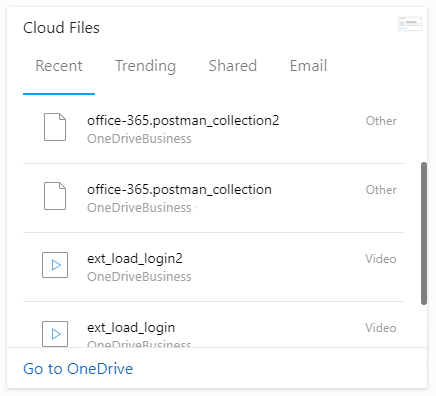 Cloud Files
Recent Trending Shared Email
office-365.postman_collection2 Other
OneDriveBusiness
office-365.postman_collection Other
OneDriveBusiness ·
ext_load_login2 Video
OneDriveBusiness
ext_load_login Video
OneDriveBusiness
Go to OneDrive